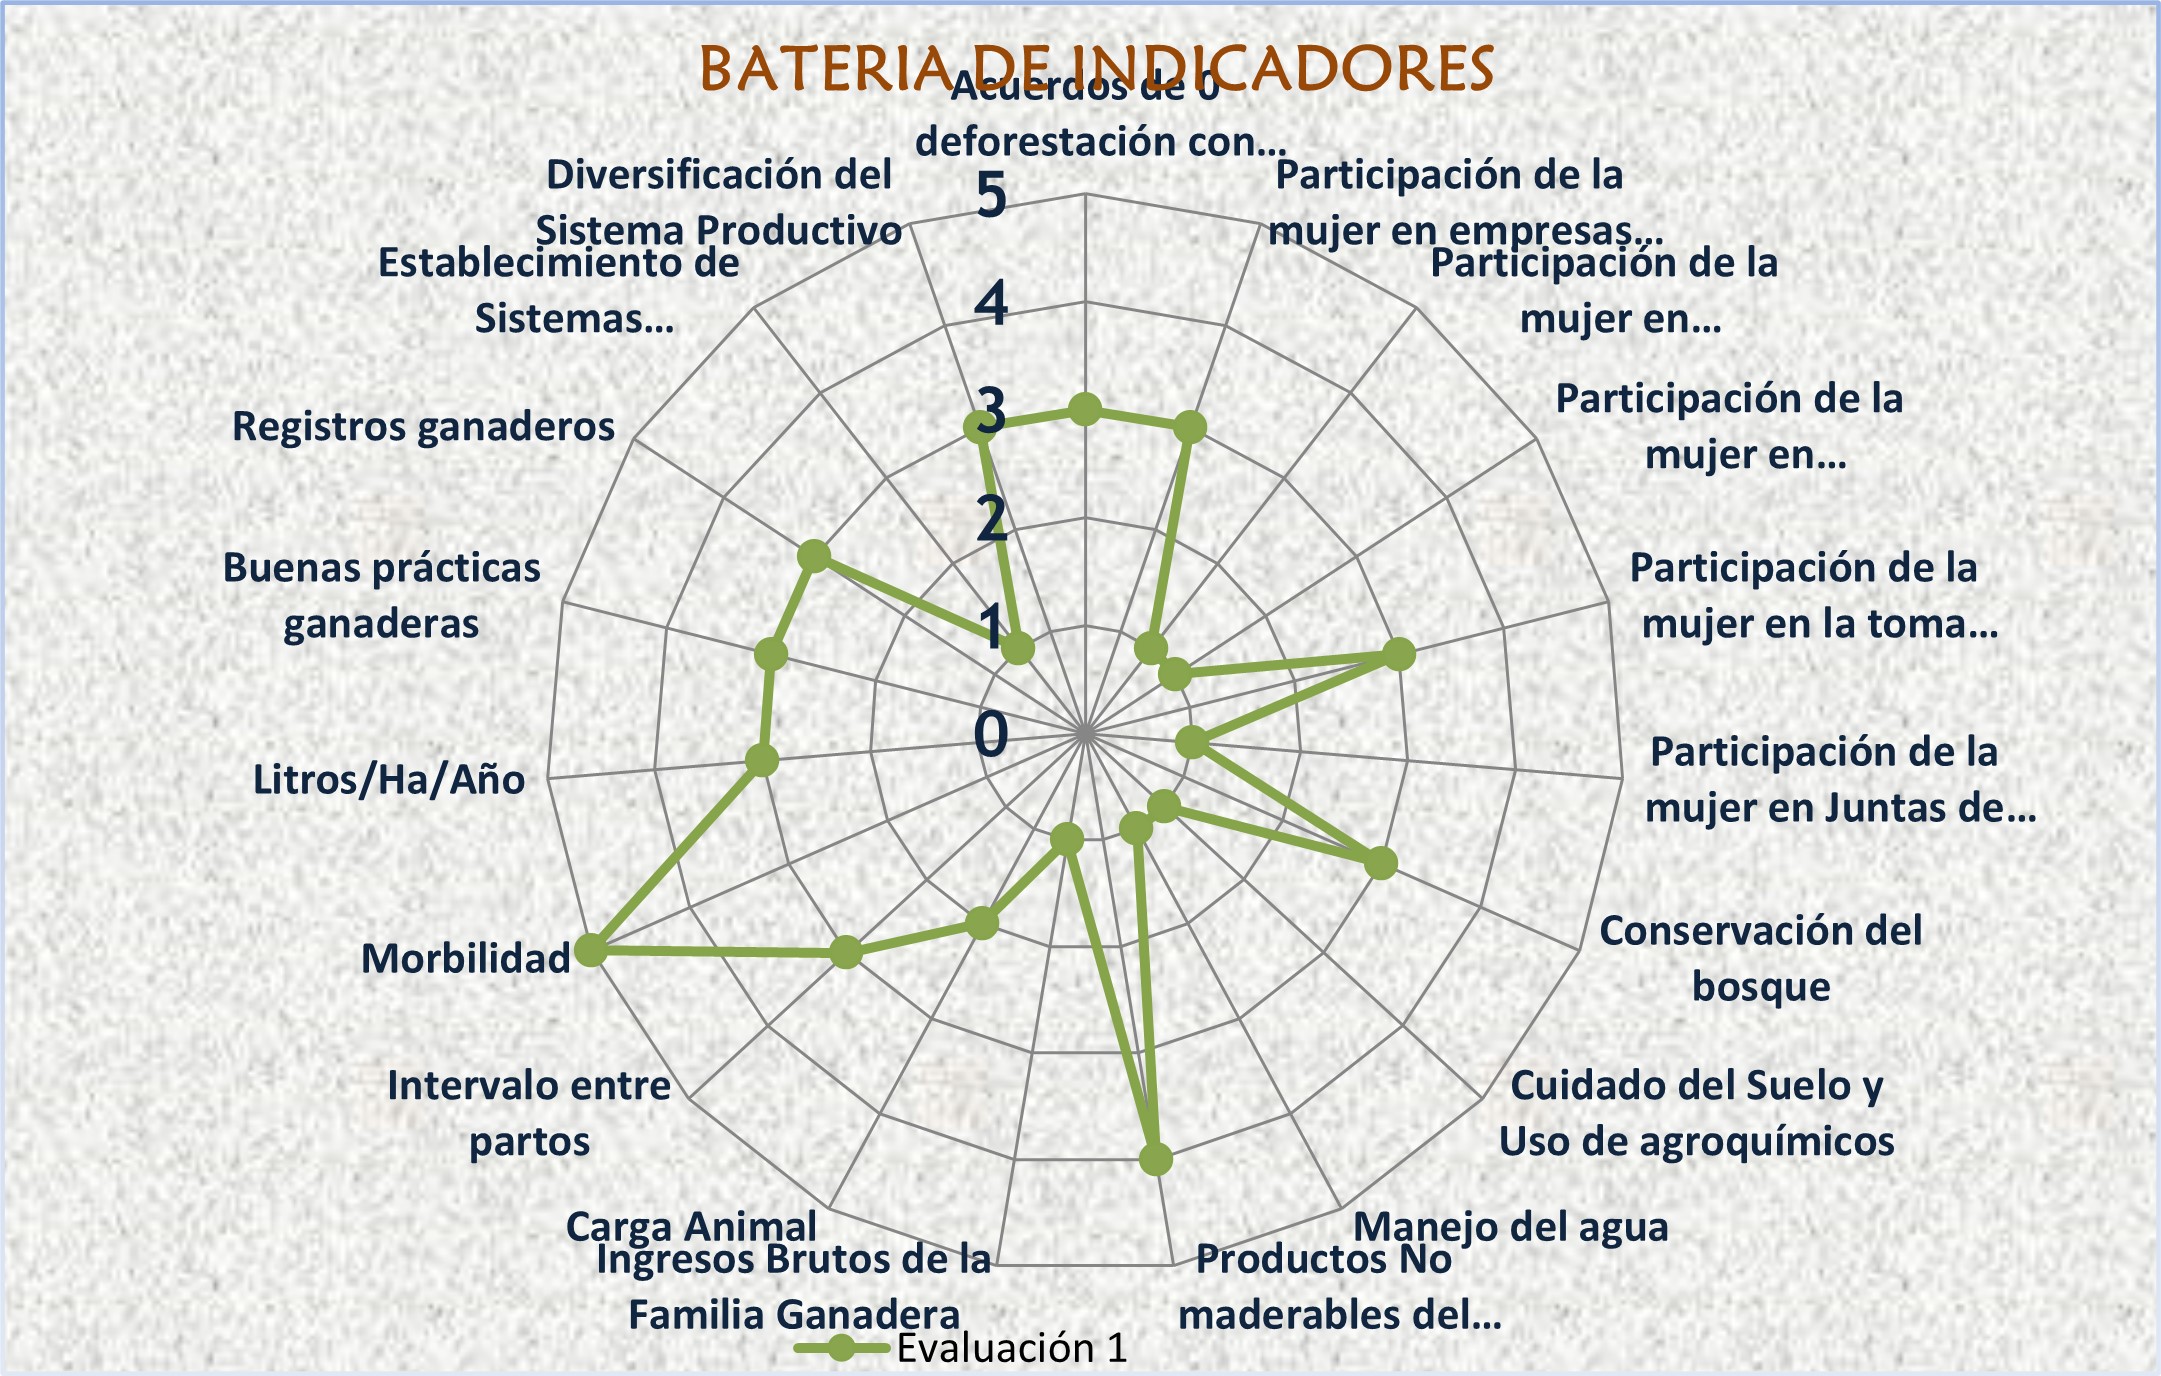 BATERIA DE INDICADORES
Acuerdos de 0
deforestación con...
Participación de la
mujer en empresas...
Participación de la
mujer en...
Participación de la
mujer en...
Participación de la
mujer en la toma...
Participación de la
mujer en Juntas de...
Conservación del
bosque
Cuidado del Suelo y
Uso de agroquímicos
Manejo del agua
Productos No
maderables del...
Ingresos Brutos de la
Familia Ganadera
Carga Animal
Intervalo entre
partos
Morbilidad
Litros/Ha/Año
Buenas prácticas
ganaderas
Registros ganaderos
Establecimiento de
Sistemas...
Diversificación del
Sistema Productivo
5
4
3
2
1
0
Evaluación 1